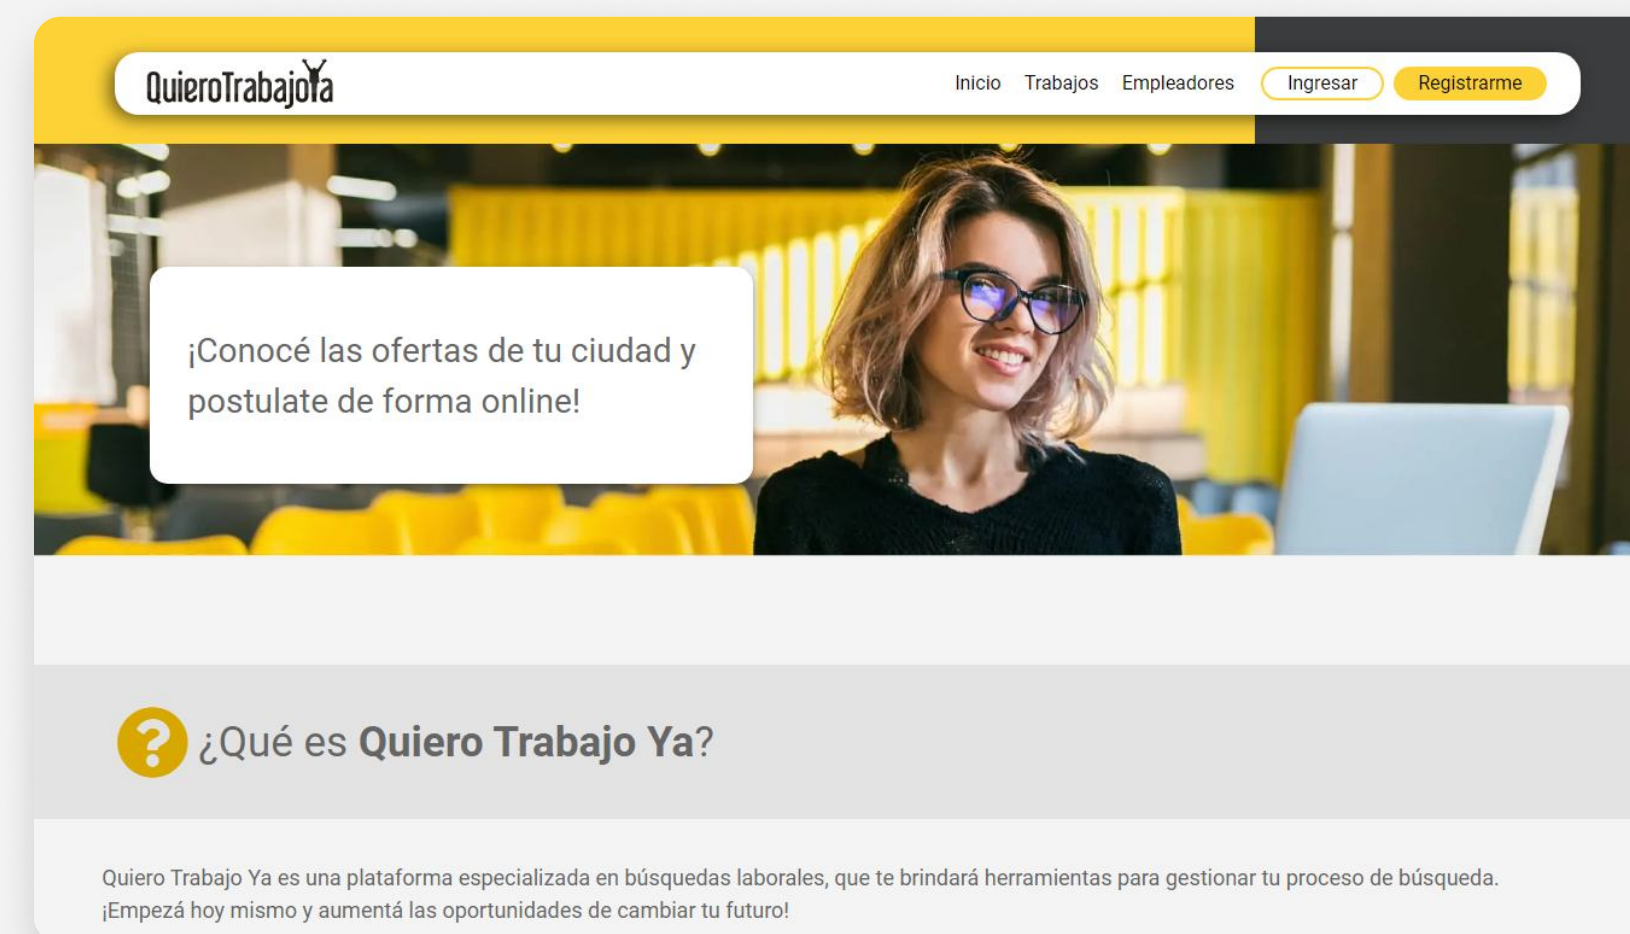 QuieroTrabajoYa
Inicio Trabajos Empleadores Ingresar Registrarme
¡Conocé las ofertas de tu ciudad y
postulate de forma online!
¿Qué es Quiero Trabajo Ya?
Quiero Trabajo Ya es una plataforma especializada en búsquedas laborales, que te brindará herramientas para gestionar tu proceso de búsqueda.
¡Empezá hoy mismo y aumentá las oportunidades de cambiar tu futuro!